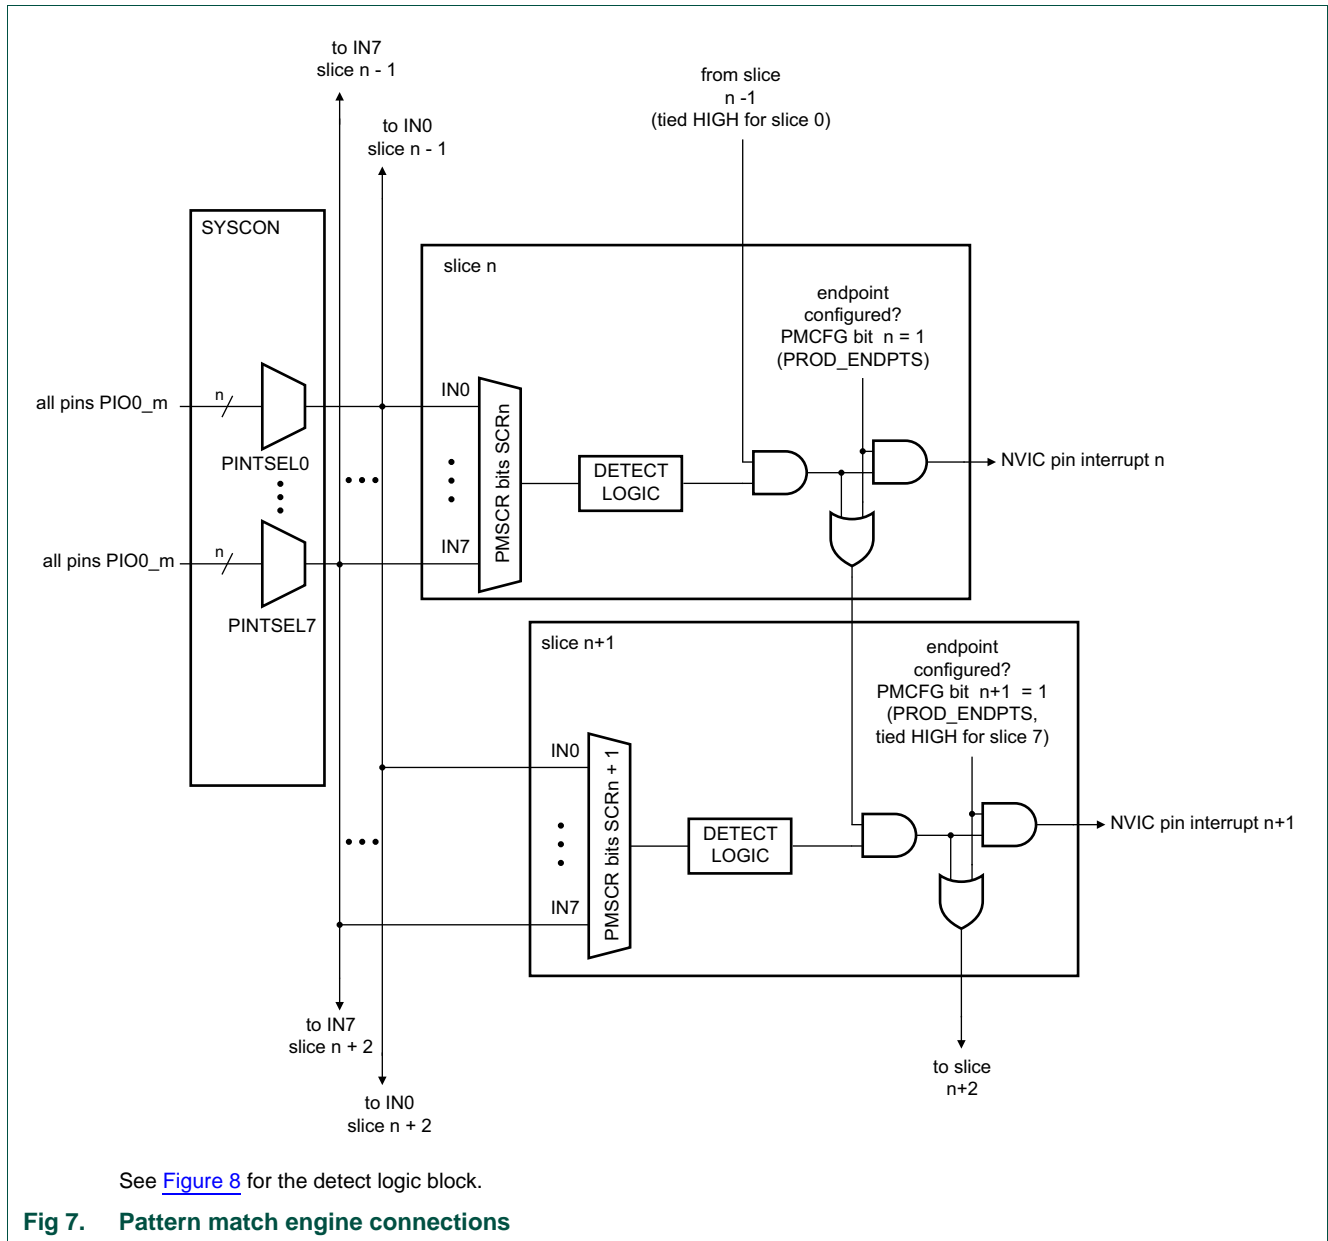 to IN7
slice n - 1
to IN0
slice n - 1
from slice
n -1
(tied HIGH for slice 0)
SYSCON
slice n
endpoint
configured?
PMCFG bit n = 1
(PROD_ENDPTS)
all pins PIO0_m
n
PINTSEL0
IN0
PMSCR bits SCRn
DETECT
LOGIC
NVIC pin interrupt n
all pins PIO0_m
n
IN7
PINTSEL7
slice n+1
endpoint
configured?
PMCFG bit n+1 = 1
(PROD_ENDPTS,
tied HIGH for slice 7)
IN0
PMSCR bits SCRn + 1
DETECT
LOGIC
NVIC pin interrupt n+1
IN7
to IN7
slice n + 2
to IN0
slice n + 2
to slice
n+2
See Figure 8 for the detect logic block.
Fig 7. Pattern match engine connections